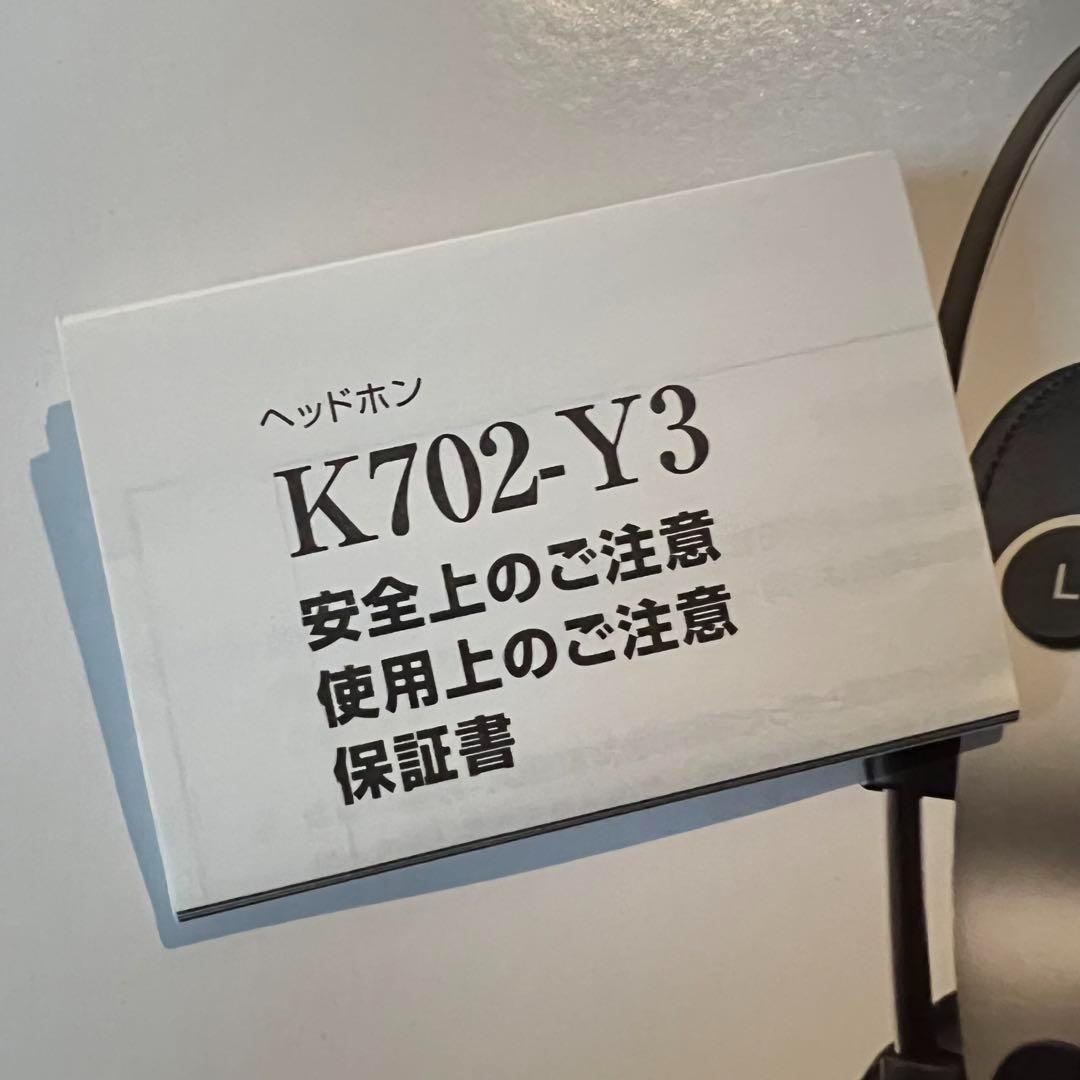 ヘッドホン
K702-Y3
安全上のご注意
使用上のご注意
保証書
L